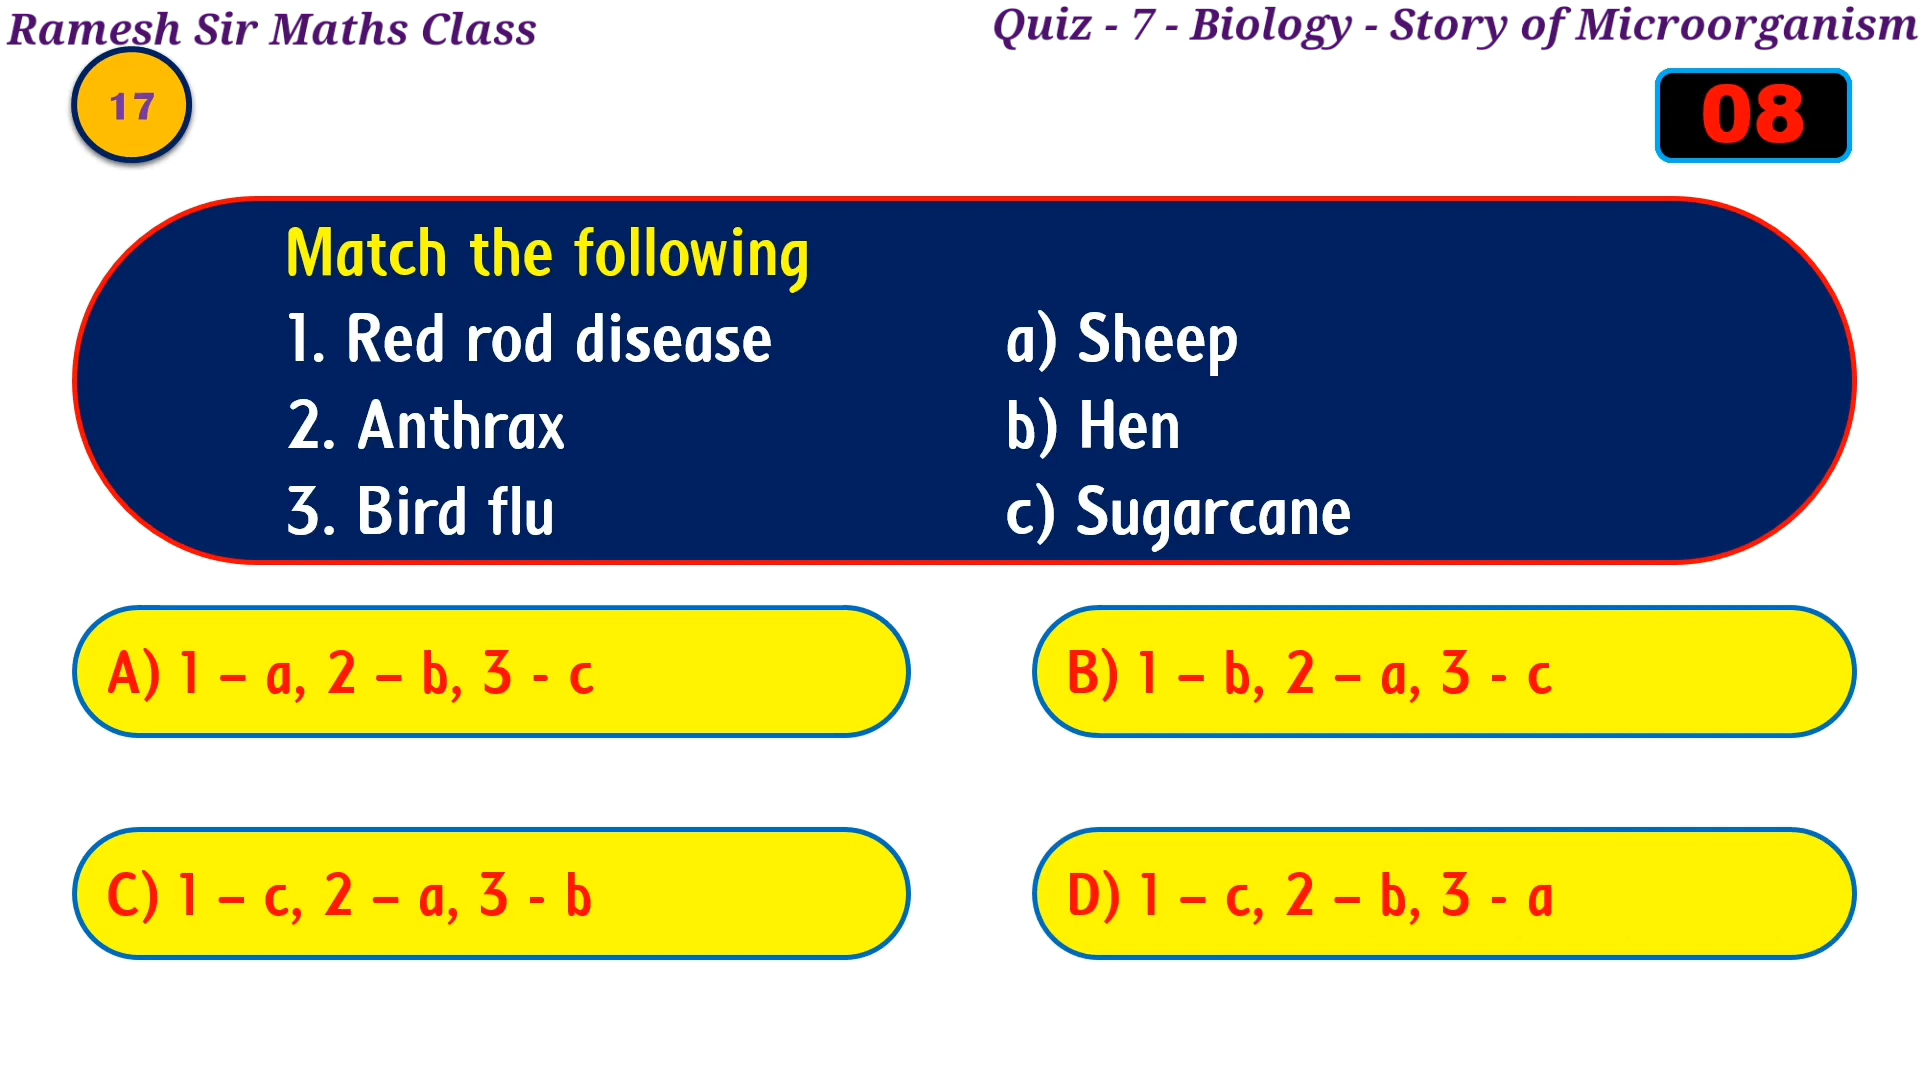 Ramesh Sir Maths Class
Quiz - 7 - Biology - Story of Microorganism
17
08
Match the following
1. Red rod disease a) Sheep
2. Anthrax b) Hen
3. Bird flu c) Sugarcane
A) 1 – a, 2 – b, 3 - c
B) 1 – b, 2 – a, 3 - c
C) 1 – c, 2 – a, 3 - b
D) 1 – c, 2 – b, 3 - a